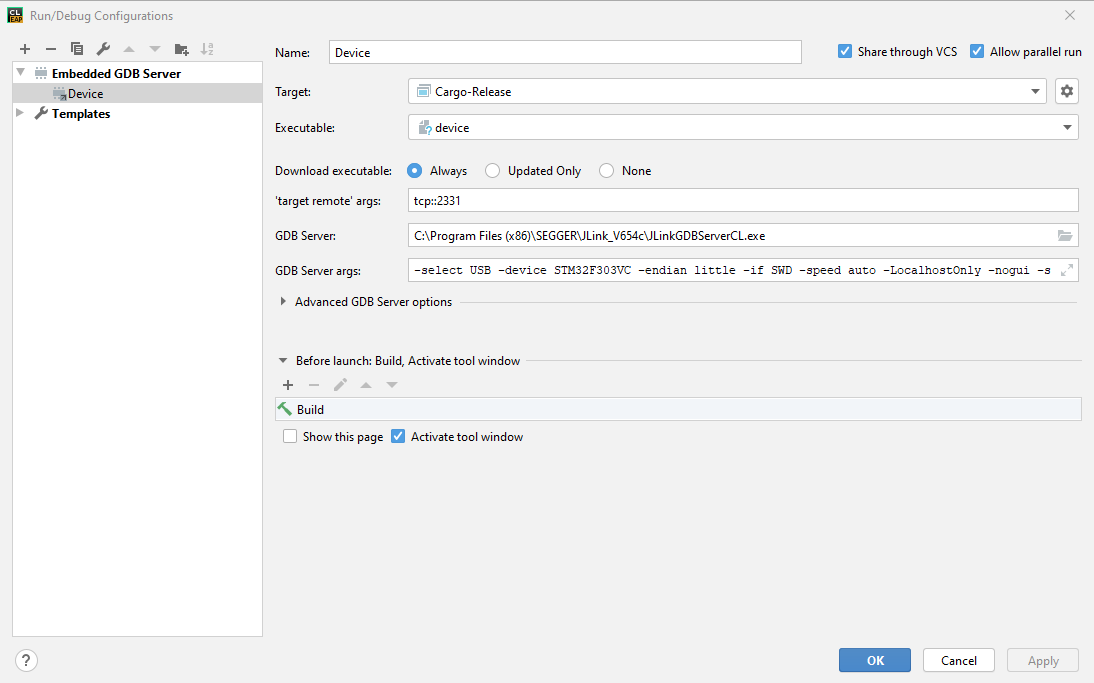 CL EAP Run/Debug Configurations
Embedded GDB Server
Device
Templates
Name: Device Share through VCS Allow parallel run
Target: Cargo-Release
Executable: device
Download executable: Always Updated Only None
'target remote' args: tcp::2331
GDB Server: C:\Program Files (x86)\SEGGER\JLink_V654c\JLinkGDBServerCL.exe
GDB Server args: -select USB -device STM32F303VC -endian little -if SWD -speed auto -LocalhostOnly -nogui -s
Advanced GDB Server options
Before launch: Build, Activate tool window
Build
Show this page Activate tool window
? OK Cancel Apply